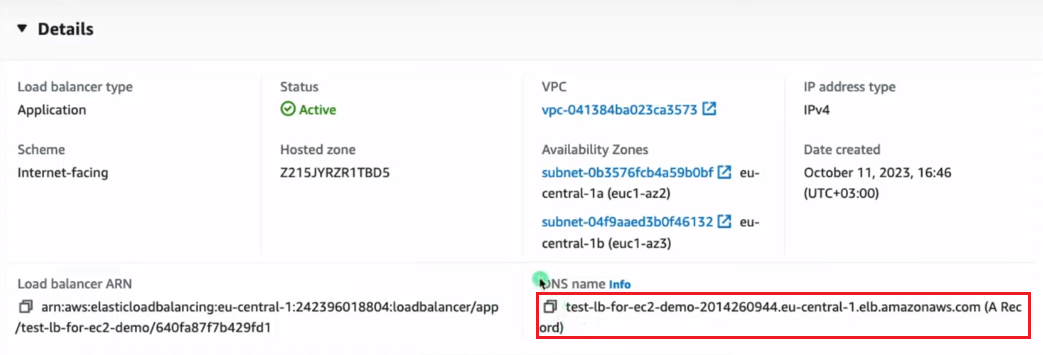 Details
Load balancer type
Application
Status
Active
VPC
vpc-041384ba023ca3573
IP address type
IPv4
Scheme
Internet-facing
Hosted zone
Z215JYRZR1TBD5
Availability Zones
subnet-0b3576fcb4a59b0bf eu-
central-1a (euc1-az2)
subnet-04f9aaed3b0f46132 eu-
central-1b (euc1-az3)
Date created
October 11, 2023, 16:46
(UTC+03:00)
Load balancer ARN
arn:aws:elasticloadbalancing:eu-central-1:242396018804:loadbalancer/app
/test-lb-for-ec2-demo/640fa87f7b429fd1
DNS name Info
test-lb-for-ec2-demo-2014260944.eu-central-1.elb.amazonaws.com (A Rec
ord)